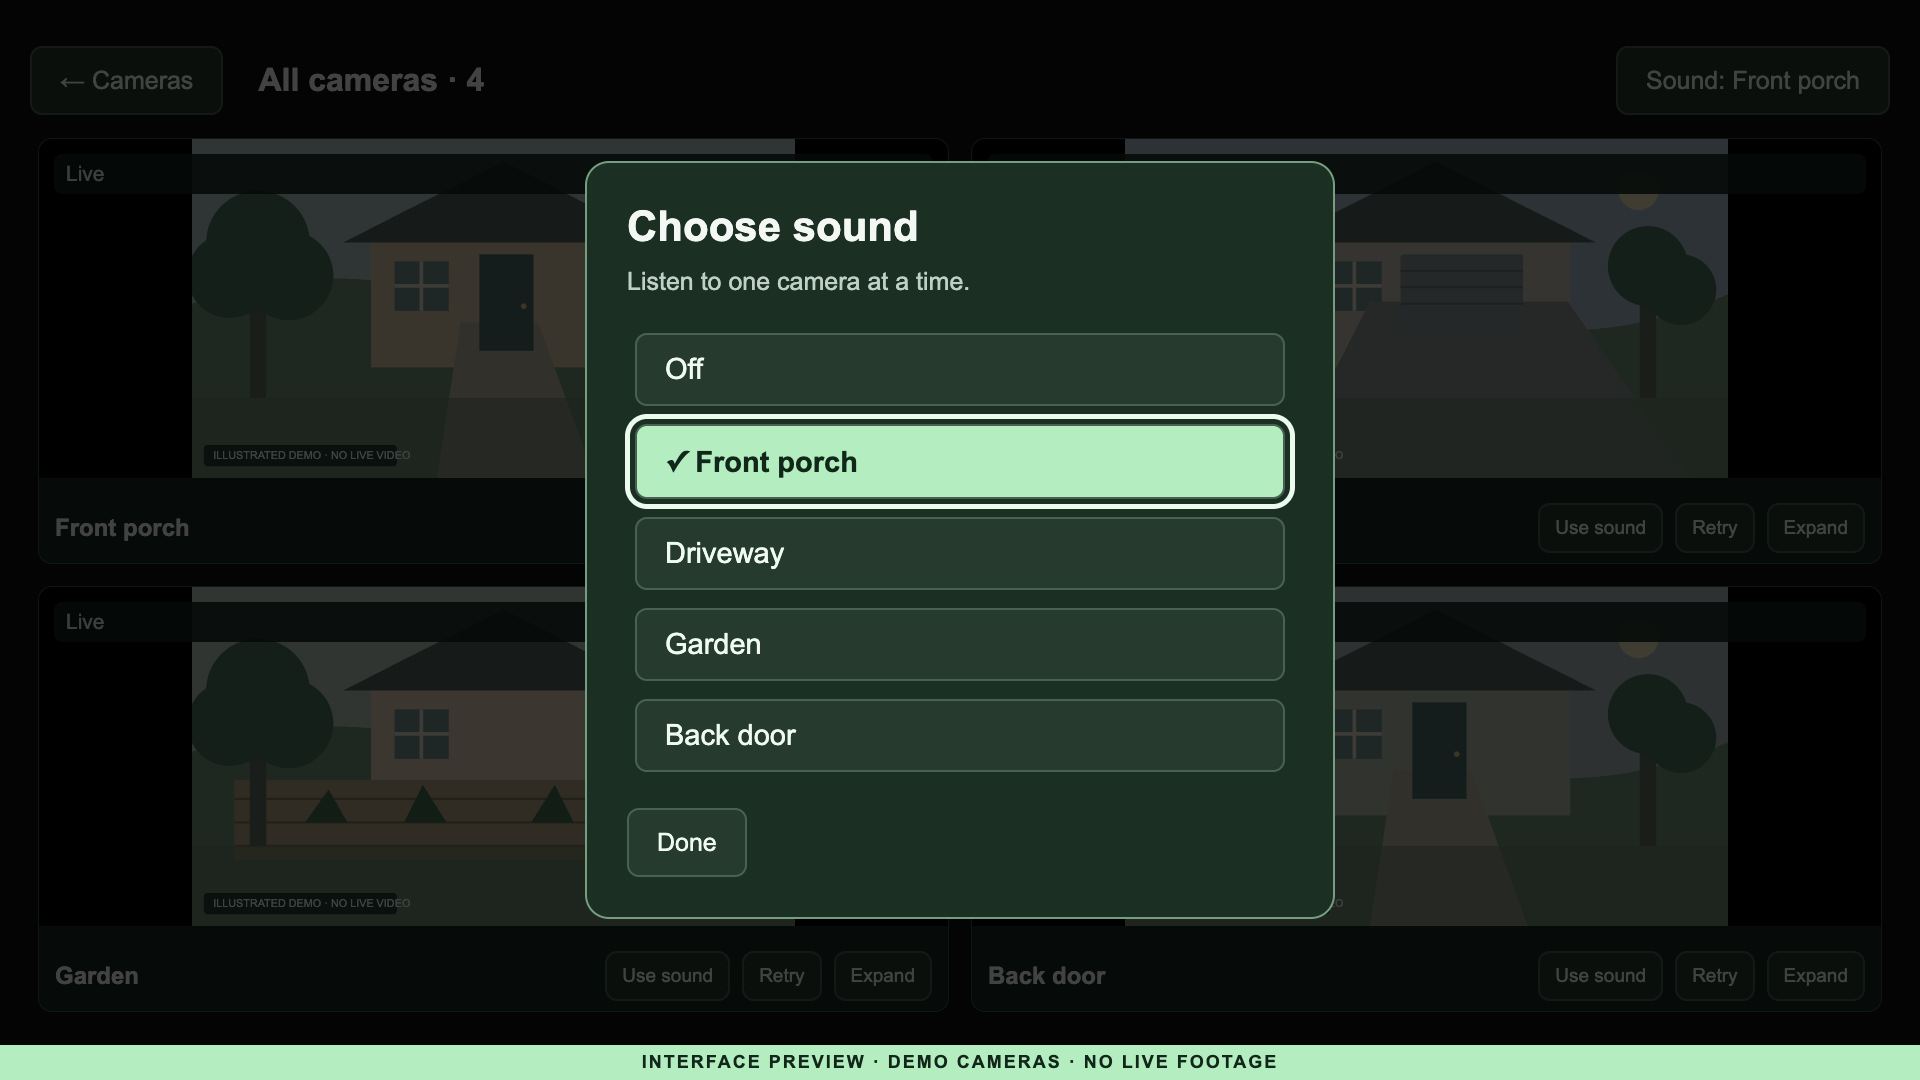 ← Cameras
All cameras · 4
Sound: Front porch
Live
ILLUSTRATED DEMO · NO LIVE VIDEO
Front porch
Use sound
Retry
Expand
Choose sound
Listen to one camera at a time.
Off
✓ Front porch
Driveway
Garden
Back door
Done
Live
ILLUSTRATED DEMO · NO LIVE VIDEO
Garden
Use sound
Retry
Expand
Back door
Use sound
Retry
Expand
INTERFACE PREVIEW · DEMO CAMERAS · NO LIVE FOOTAGE